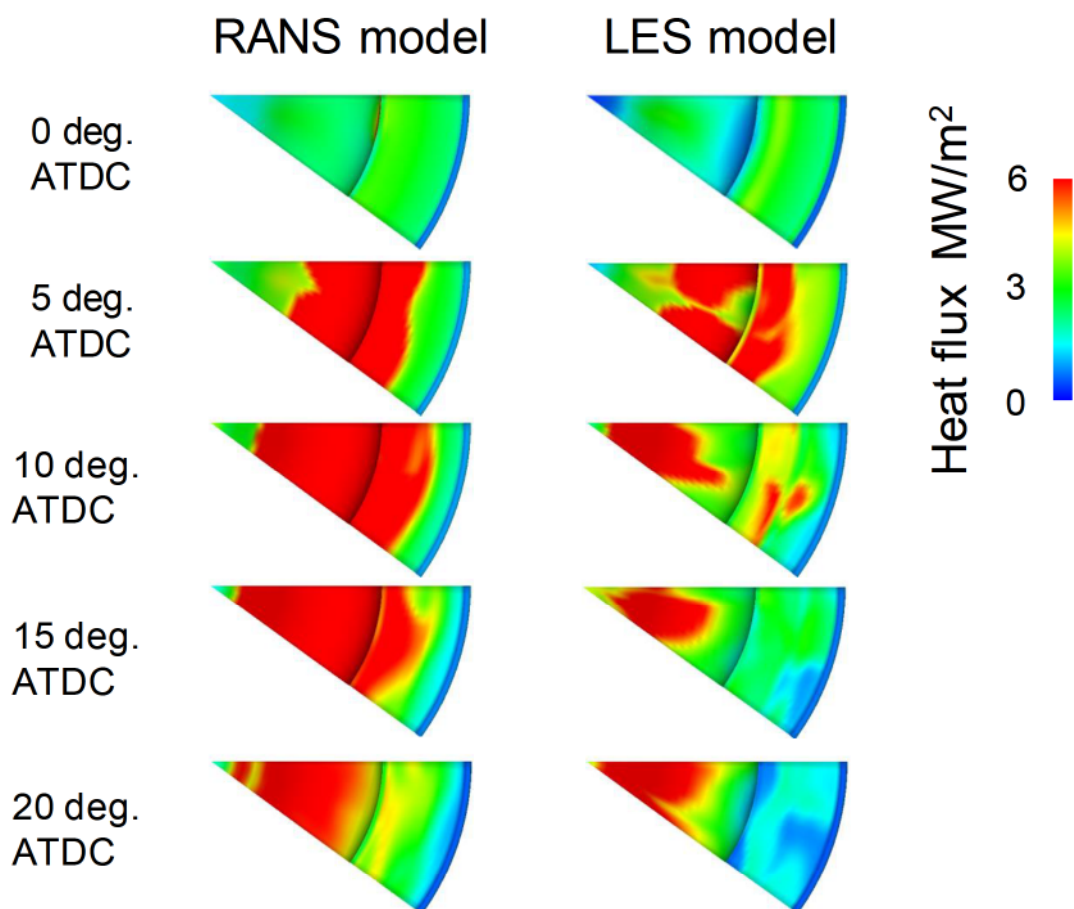 RANS model
LES model
0 deg.
ATDC
5 deg.
ATDC
10 deg.
ATDC
15 deg.
ATDC
20 deg.
ATDC
Heat flux MW/m²
6
3
0